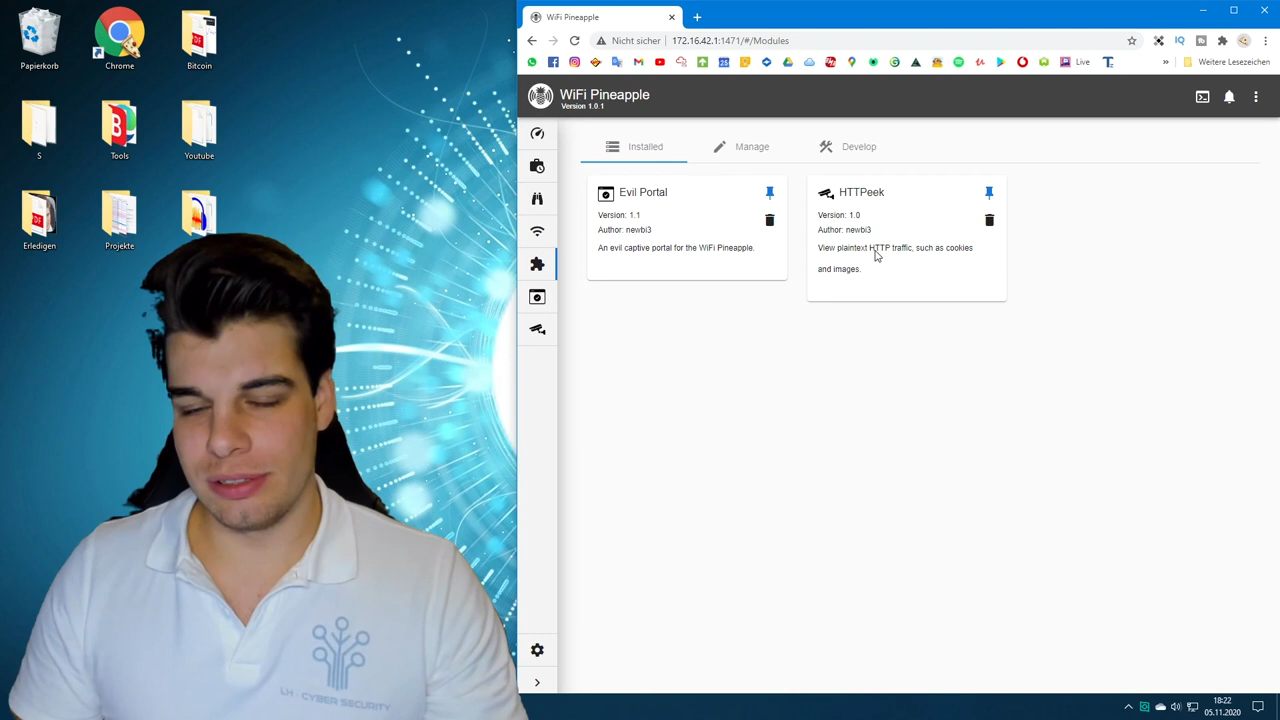 Papierkorb
Chrome
Bitcoin
S
Tools
Youtube
Erledigen
Projekte
LH - CYBER SECURITY
WiFi Pineapple
Nicht sicher
172.16.42.1:1471/#/Modules
Live
»
Weitere Lesezeichen
WiFi Pineapple
Version 1.0.1
Installed
Manage
Develop
Evil Portal
Version: 1.1
Author: newbi3
An evil captive portal for the WiFi Pineapple.
HTTPeek
Version: 1.0
Author: newbi3
View plaintext HTTP traffic, such as cookies
and images.
18:22
05.11.2020